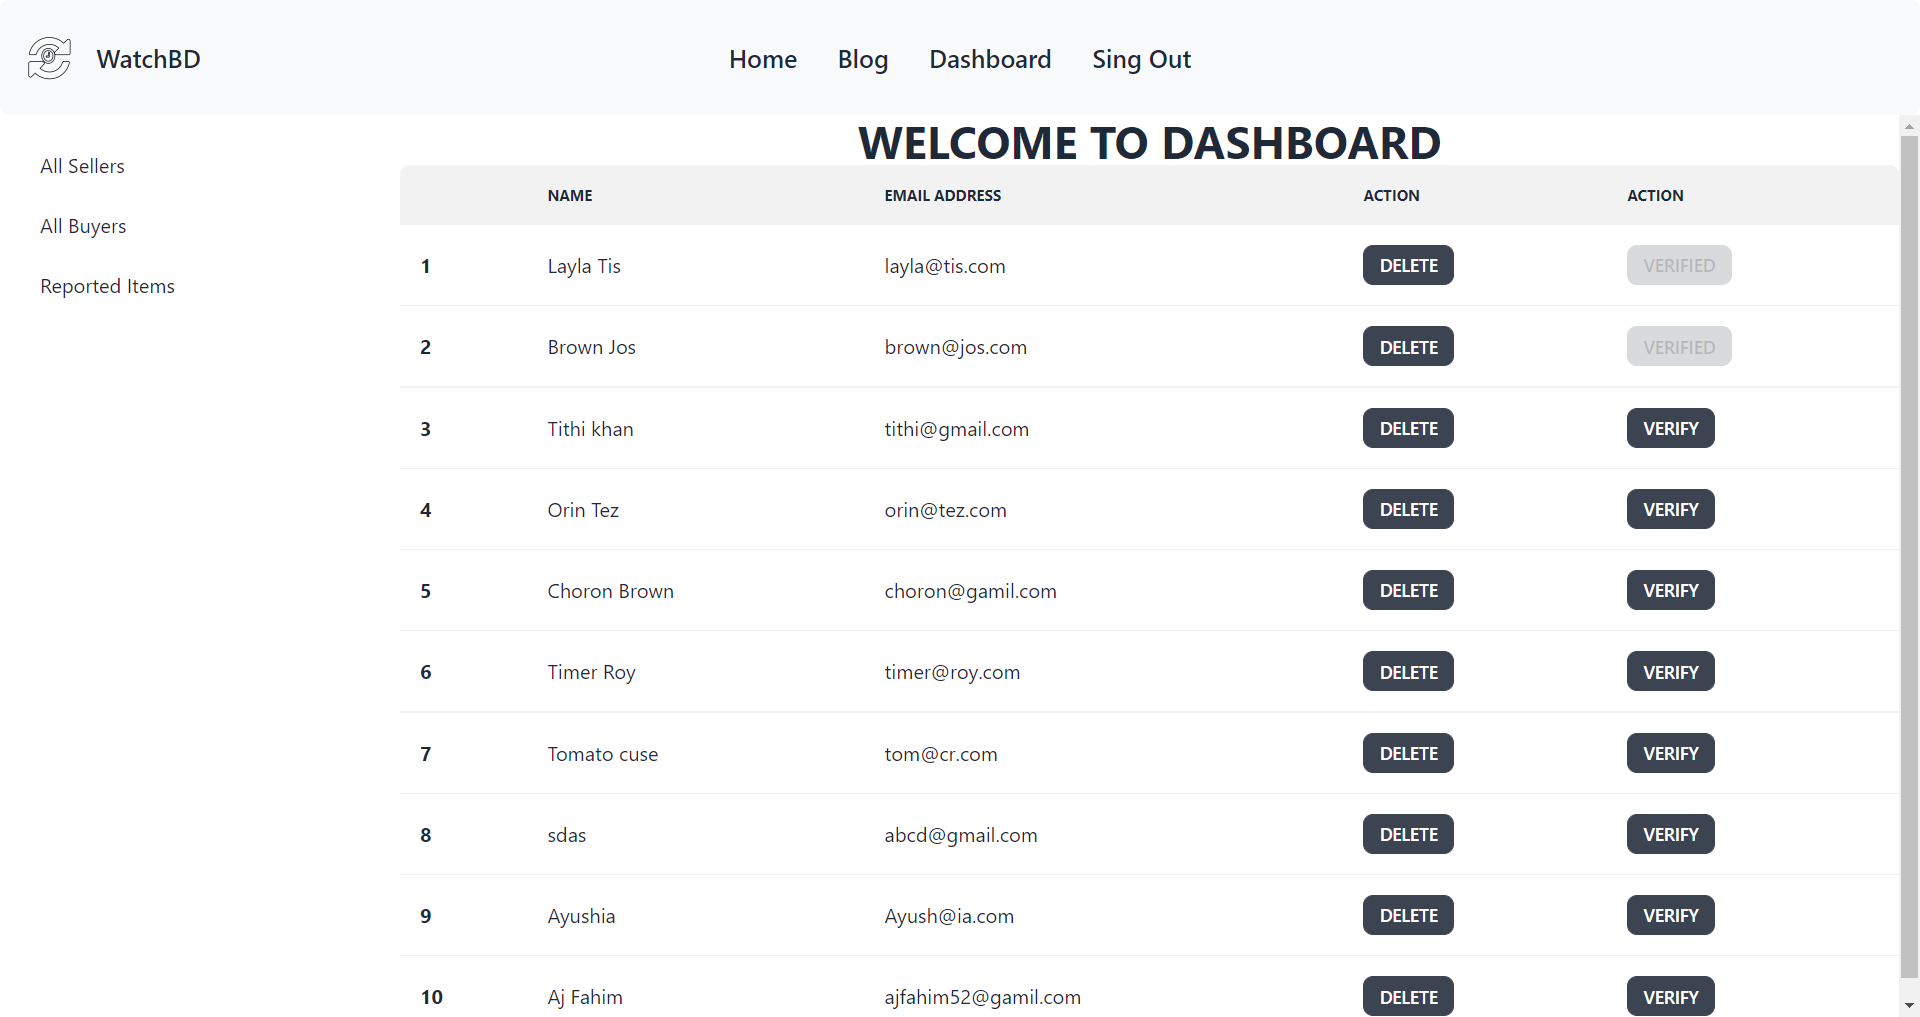 WatchBD Home Blog Dashboard Sing Out
WELCOME TO DASHBOARD
All Sellers
All Buyers
Reported Items
NAME EMAIL ADDRESS ACTION ACTION
1 Layla Tis layla@tis.com DELETE VERIFIED
2 Brown Jos brown@jos.com DELETE VERIFIED
3 Tithi khan tithi@gmail.com DELETE VERIFY
4 Orin Tez orin@tez.com DELETE VERIFY
5 Choron Brown choron@gamil.com DELETE VERIFY
6 Timer Roy timer@roy.com DELETE VERIFY
7 Tomato cuse tom@cr.com DELETE VERIFY
8 sdas abcd@gmail.com DELETE VERIFY
9 Ayushia Ayush@ia.com DELETE VERIFY
10 Aj Fahim ajfahim52@gamil.com DELETE VERIFY